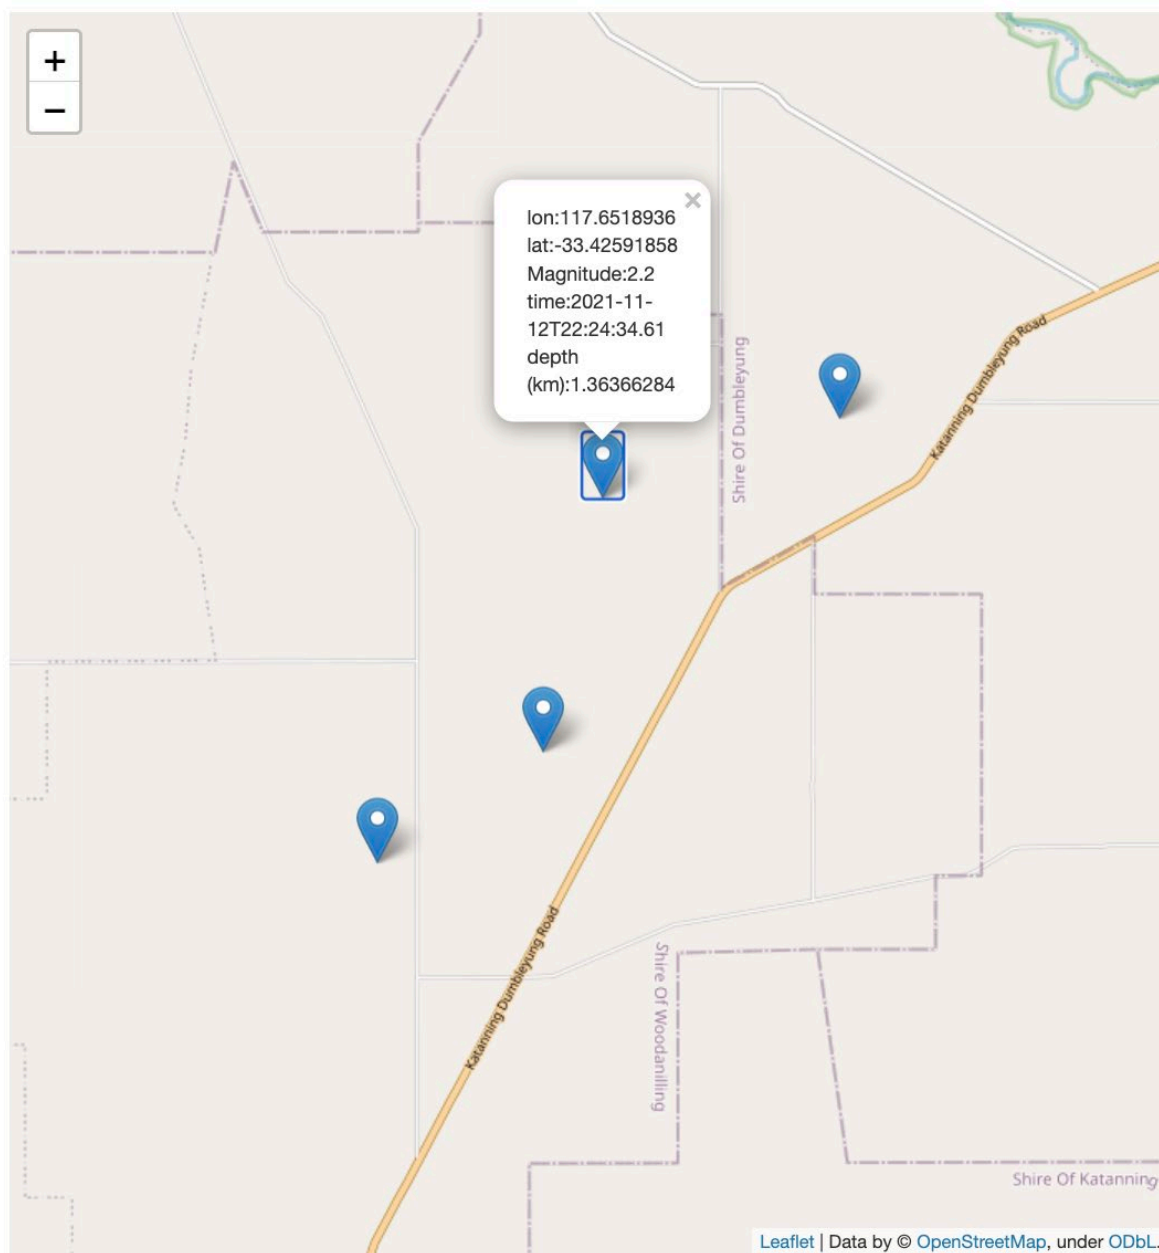 +
−
lon:117.6518936
lat:-33.42591858
Magnitude:2.2
time:2021-11-
12T22:24:34.61
depth
(km):1.36366284
×
Shire Of Dumbleyung
Katanning Dumbleyung Road
Katanning Dumbleyung Road
Shire Of Woodanilling
Shire Of Katanning
Leaflet | Data by © OpenStreetMap, under ODbL.